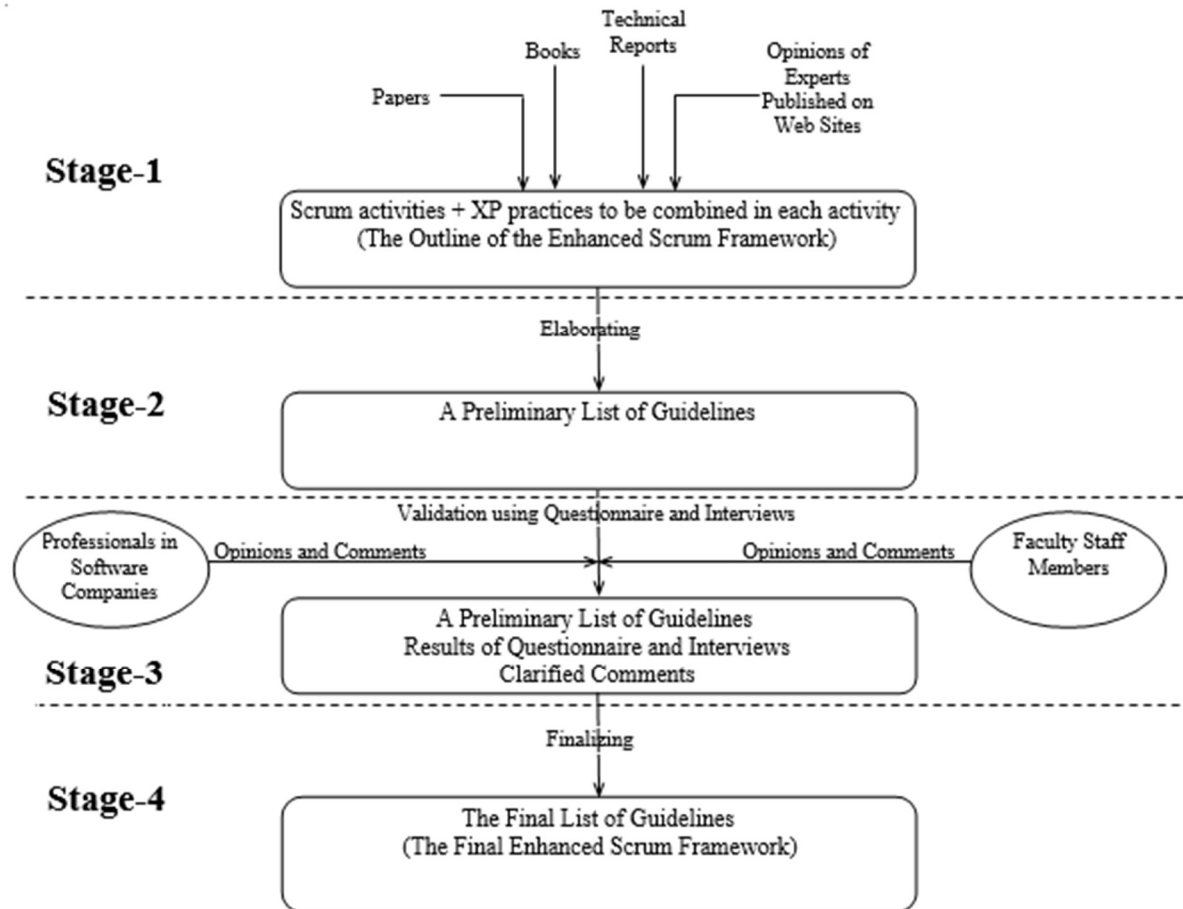 Technical
Reports
Books
Opinions of
Experts
Published on
Web Sites
Papers
Stage-1
Scrum activities + XP practices to be combined in each activity
(The Outline of the Enhanced Scrum Framework)
Elaborating
Stage-2
A Preliminary List of Guidelines
Validation using Questionnaire and Interviews
Professionals in
Software
Companies
Opinions and Comments
Opinions and Comments
Faculty Staff
Members
A Preliminary List of Guidelines
Results of Questionnaire and Interviews
Clarified Comments
Stage-3
Finalizing
Stage-4
The Final List of Guidelines
(The Final Enhanced Scrum Framework)